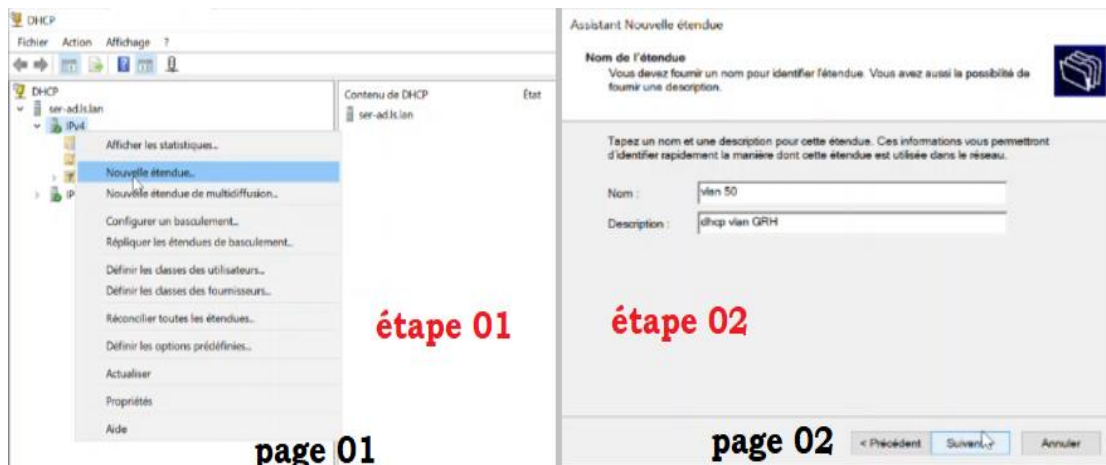 DHCP
Fichier Action Affichage ?
DHCP
ser-ad.ls.lan
IPv4
Afficher les statistiques...
Nouvelle étendue...
Nouvelle étendue de multidiffusion...
Configurer un basculement...
Répliquer les étendues de basculement...
Définir les classes des utilisateurs...
Définir les classes des fournisseurs...
Réconcilier toutes les étendues...
Définir les options prédéfinies...
Actualiser
Propriétés
Aide
IP
Contenu de DHCP État
ser-ad.ls.lan
étape 01
page 01
Assistant Nouvelle étendue
Nom de l'étendue
Vous devez fournir un nom pour identifier l'étendue. Vous avez aussi la possibilité de
fournir une description.
Tapez un nom et une description pour cette étendue. Ces informations vous permettront
d'identifier rapidement la manière dont cette étendue est utilisée dans le réseau.
Nom : vlan 50
Description : dhcp vlan GRH
étape 02
page 02
< Précédent Suivant > Annuler